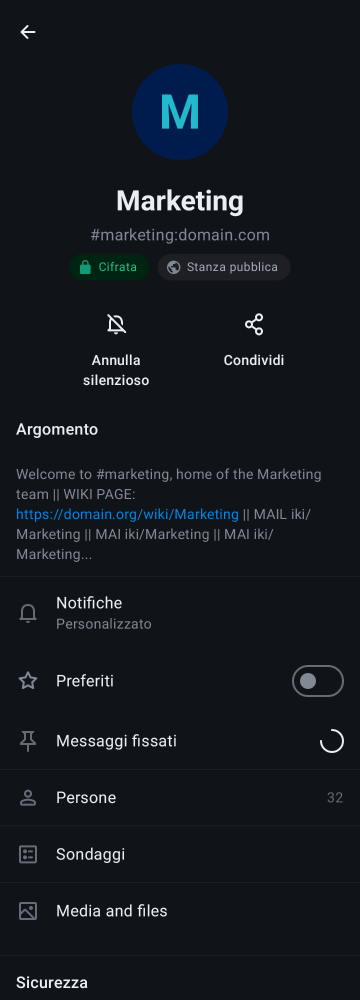 M
Marketing
#marketing:domain.com
Cifrata
Stanza pubblica
Annulla
silenzioso
Condividi
Argomento
Welcome to #marketing, home of the Marketing
team || WIKI PAGE:
https://domain.org/wiki/Marketing || MAIL iki/
Marketing || MAI iki/Marketing || MAI iki/
Marketing...
Notifiche
Personalizzato
Preferiti
Messaggi fissati
Persone 32
Sondaggi
Media and files
Sicurezza